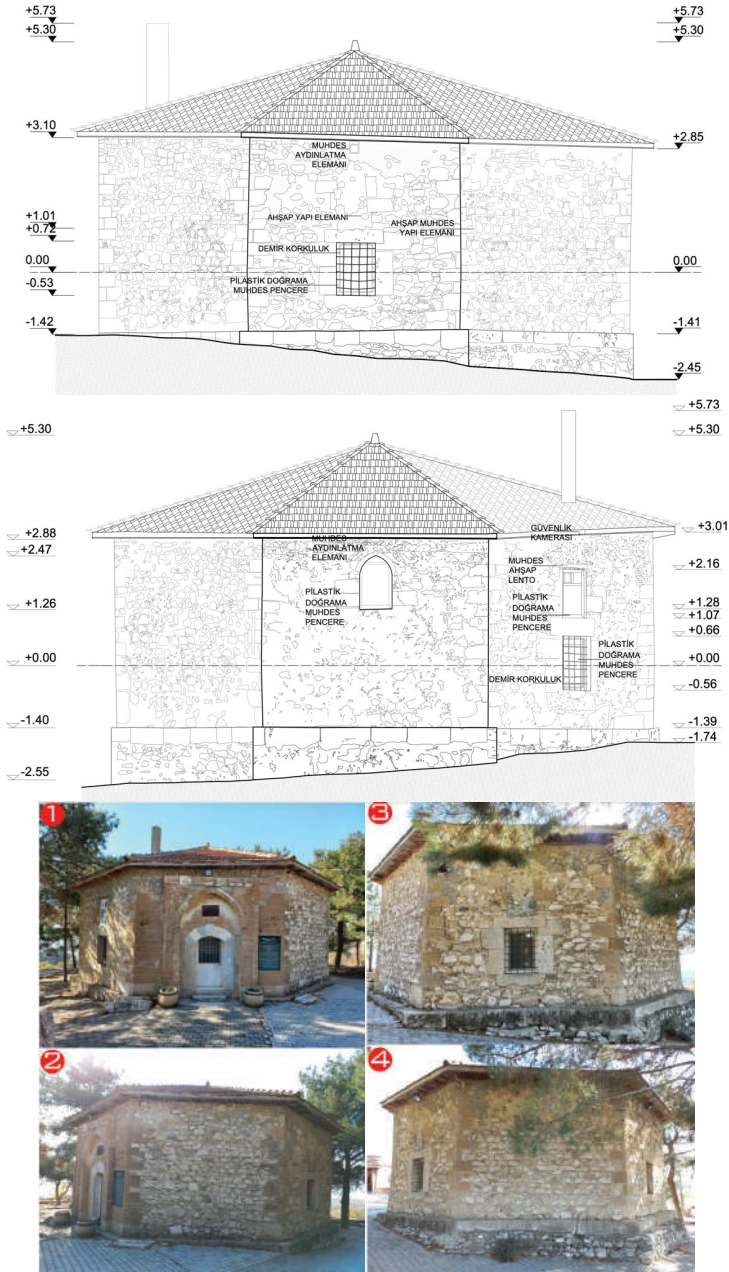 +5.73
+5.30
+5.73
+5.30
+3.10
+2.85
MUHDES
AYDINLATMA
ELEMANI
+1.01
+0.72
AHŞAP YAPI ELEMANI
AHŞAP MUHDES
YAPI ELEMANI
DEMİR KORKULUK
0.00
0.00
-0.53
PİLASTİK DOĞRAMA
MUHDES PENCERE
-1.42
-1.41
-2.45
+5.73
+5.30
+5.30
GÜVENLİK
KAMERASI
+3.01
+2.88
+2.47
MUHDES
AYDINLATMA
ELEMANI
MUHDES
AHŞAP
LENTO
+2.16
PİLASTİK
DOĞRAMA
MUHDES
PENCERE
PİLASTİK
DOĞRAMA
MUHDES
PENCERE
+1.26
+1.28
+1.07
+0.66
PİLASTİK
DOĞRAMA
MUHDES
PENCERE
+0.00
+0.00
DEMİR KORKULUK
-0.56
-1.40
-1.39
-1.74
-2.55
1
3
2
4